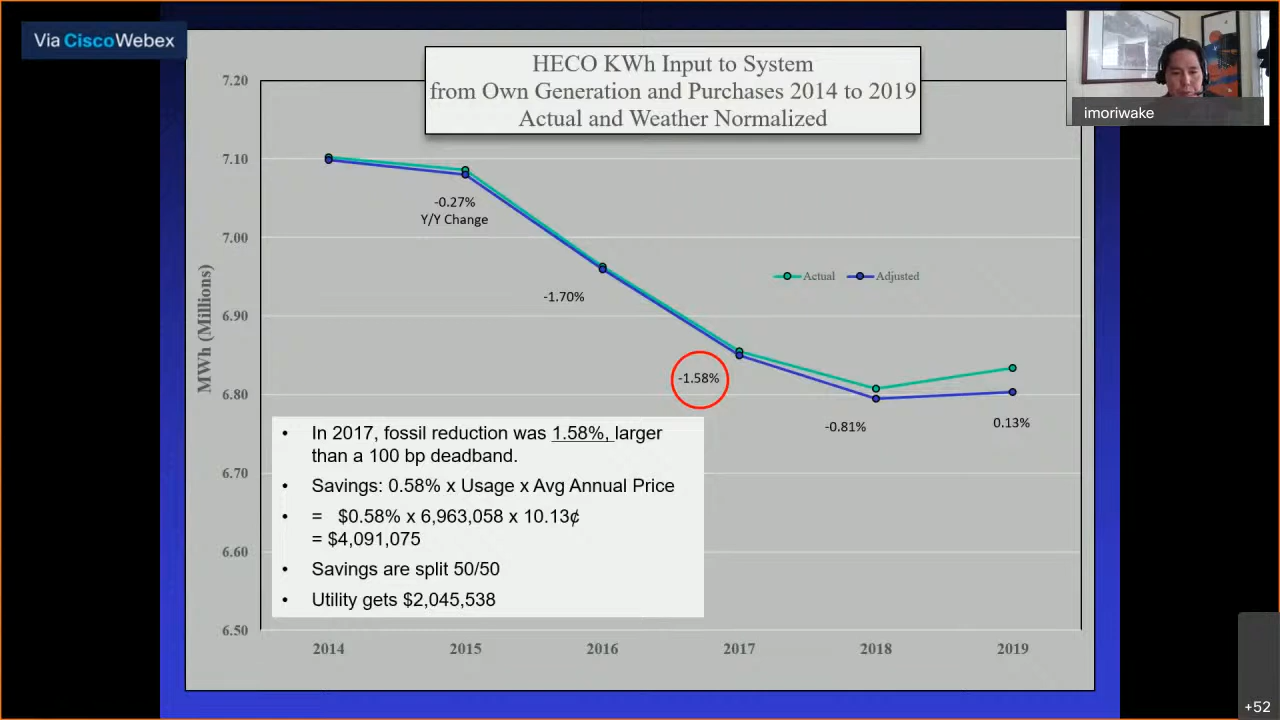 Via CiscoWebex
HECO KWh Input to System
from Own Generation and Purchases 2014 to 2019
Actual and Weather Normalized
imoriwake
7.20
7.10
7.00
6.90
6.80
6.70
6.60
6.50
MWh (Millions)
-0.27%
Y/Y Change
-1.70%
-1.58%
-0.81%
0.13%
Actual
Adjusted
• In 2017, fossil reduction was 1.58%, larger
than a 100 bp deadband.
• Savings: 0.58% x Usage x Avg Annual Price
• = $0.58% x 6,963,058 x 10.13¢
= $4,091,075
• Savings are split 50/50
• Utility gets $2,045,538
2014
2015
2016
2017
2018
2019
+52